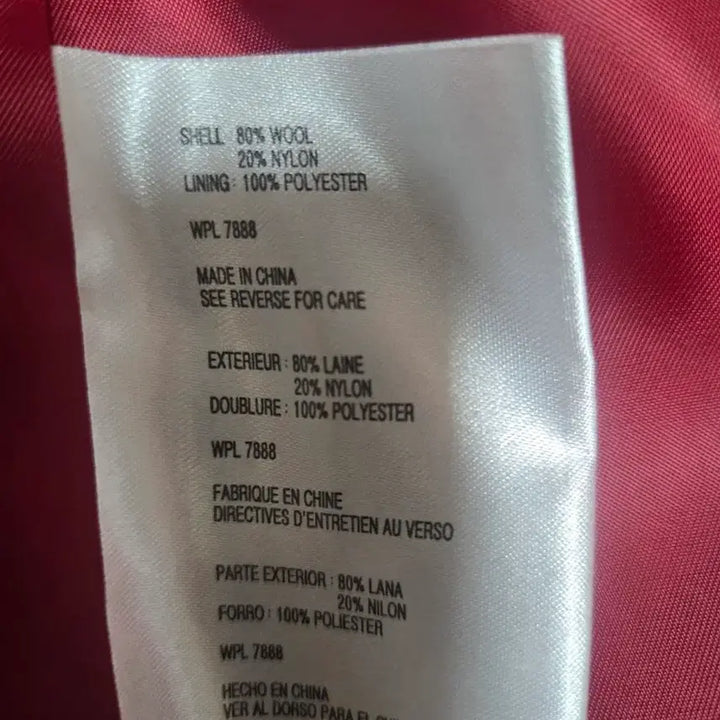 SHELL 80% WOOL
20% NYLON
LINING: 100% POLYESTER
WPL 7888
MADE IN CHINA
SEE REVERSE FOR CARE
EXTERIEUR: 80% LAINE
20% NYLON
DOUBLURE: 100% POLYESTER
WPL 7888
FABRIQUE EN CHINE
DIRECTIVES D'ENTRETIEN AU VERSO
PARTE EXTERIOR: 80% LANA
20% NILON
FORRO: 100% POLIESTER
WPL 7888
HECHO EN CHINA
VER AL DORSO PARA EL